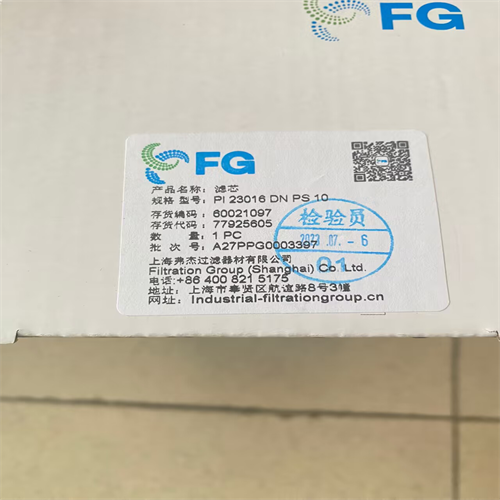 FG
FG
产品名称: 滤芯
规格 型号: PI 23016 DN PS 10
存货编码: 60021097
存货代码: 77925605
数 量: 1 PC
批 次 号: A27PPG0003397
上海弗杰过滤器材有限公司
Filtration Group (Shanghai) Co. Ltd.
电话:+86 400 821 5175
地址: 上海市奉贤区航谊路8号3幢
网址: Industrial-filtrationgroup.cn
检验员
07. - 6
01